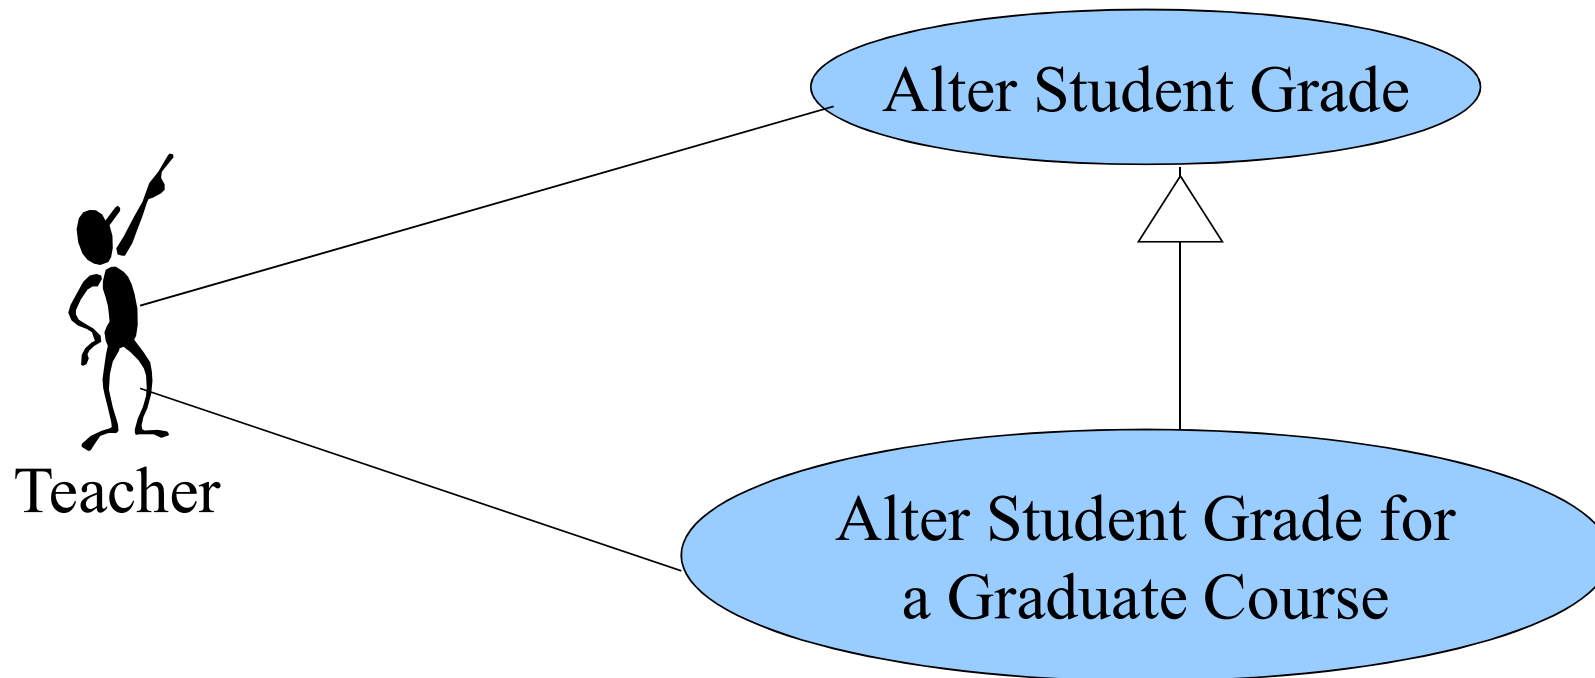 Alter Student Grade
Teacher
Alter Student Grade for
a Graduate Course